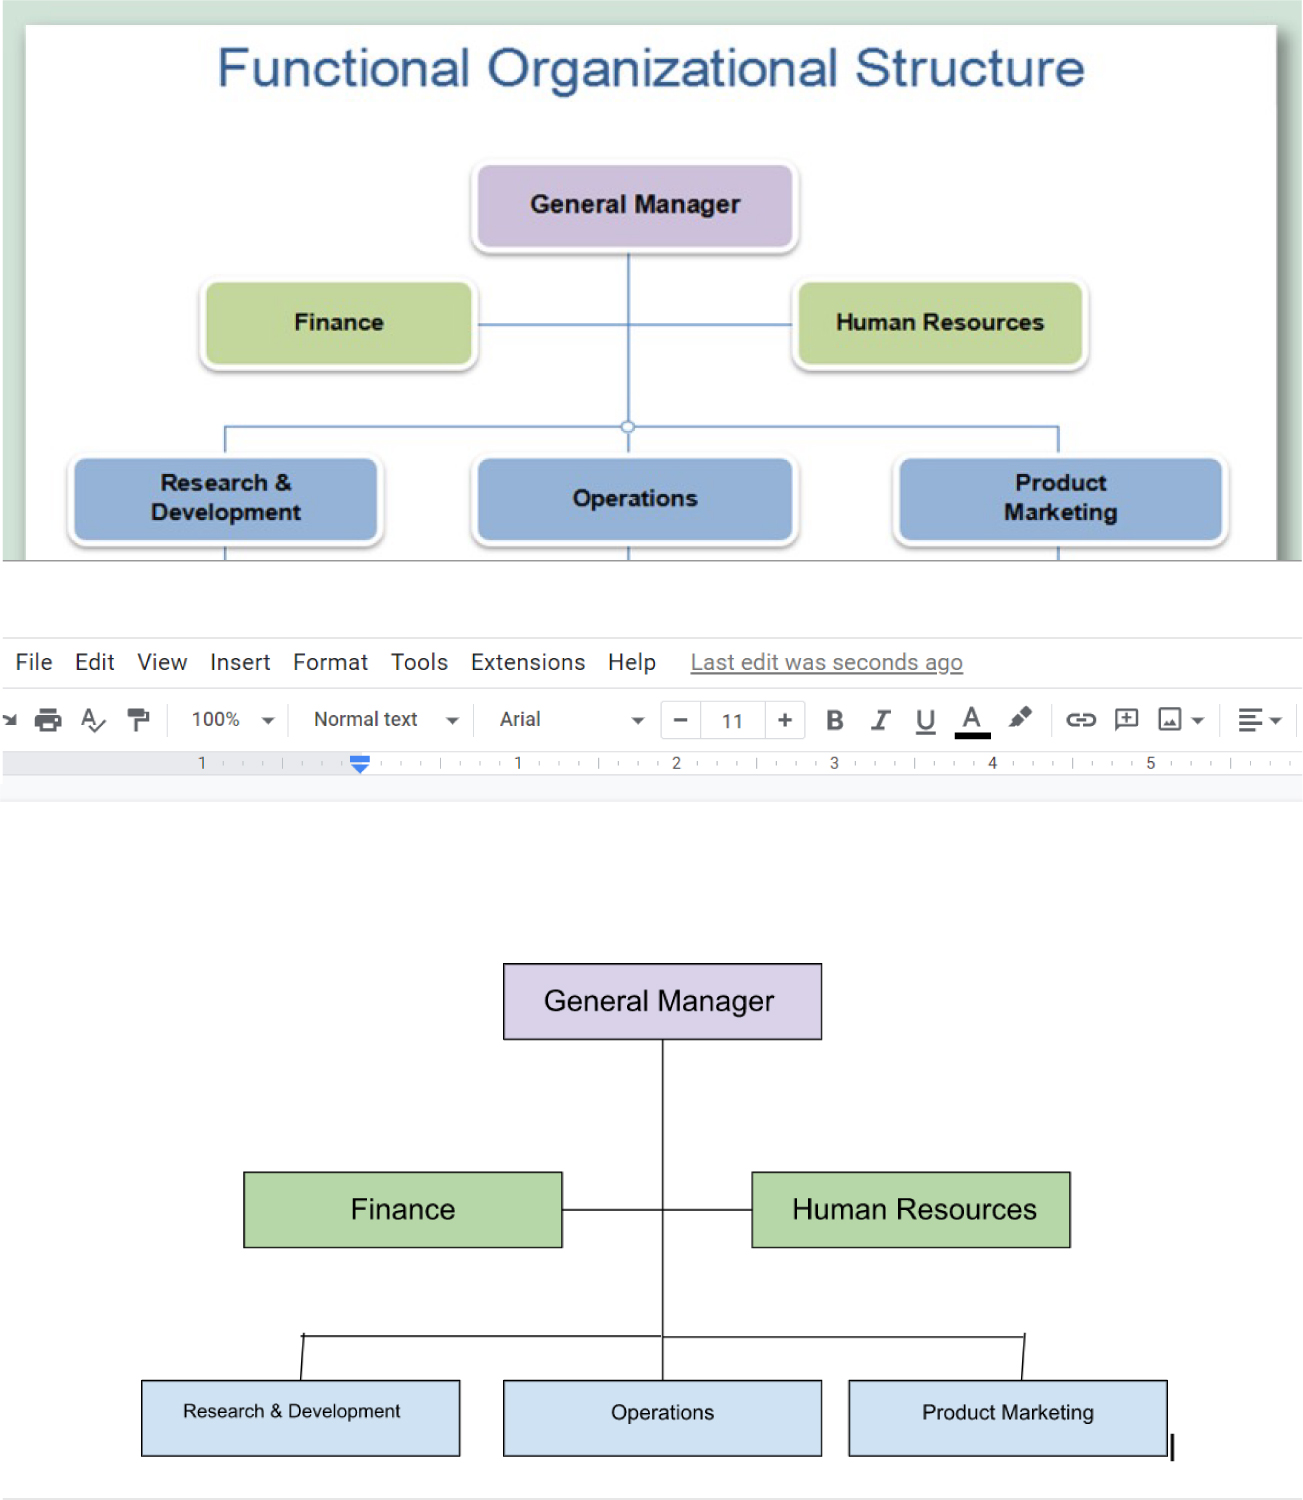 Functional Organizational Structure
General Manager
Finance
Human Resources
Research &
Development
Operations
Product
Marketing
File Edit View Insert Format Tools Extensions Help Last edit was seconds ago
100% Normal text Arial − 11 + B I U A
1 1 2 3 4 5
General Manager
Finance
Human Resources
Research & Development
Operations
Product Marketing